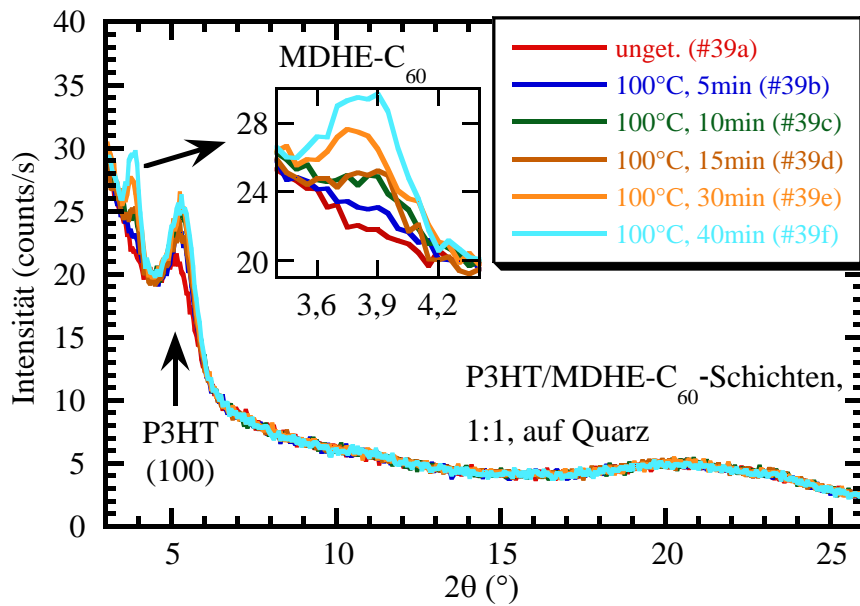 40
35
30
25
20
15
10
5
0
Intensität (counts/s)
MDHE-C60
28
24
20
3,6 3,9 4,2
unget. (#39a)
100°C, 5min (#39b)
100°C, 10min (#39c)
100°C, 15min (#39d)
100°C, 30min (#39e)
100°C, 40min (#39f)
P3HT
(100)
P3HT/MDHE-C60-Schichten,
1:1, auf Quarz
5 10 15 20 25
2θ (°)